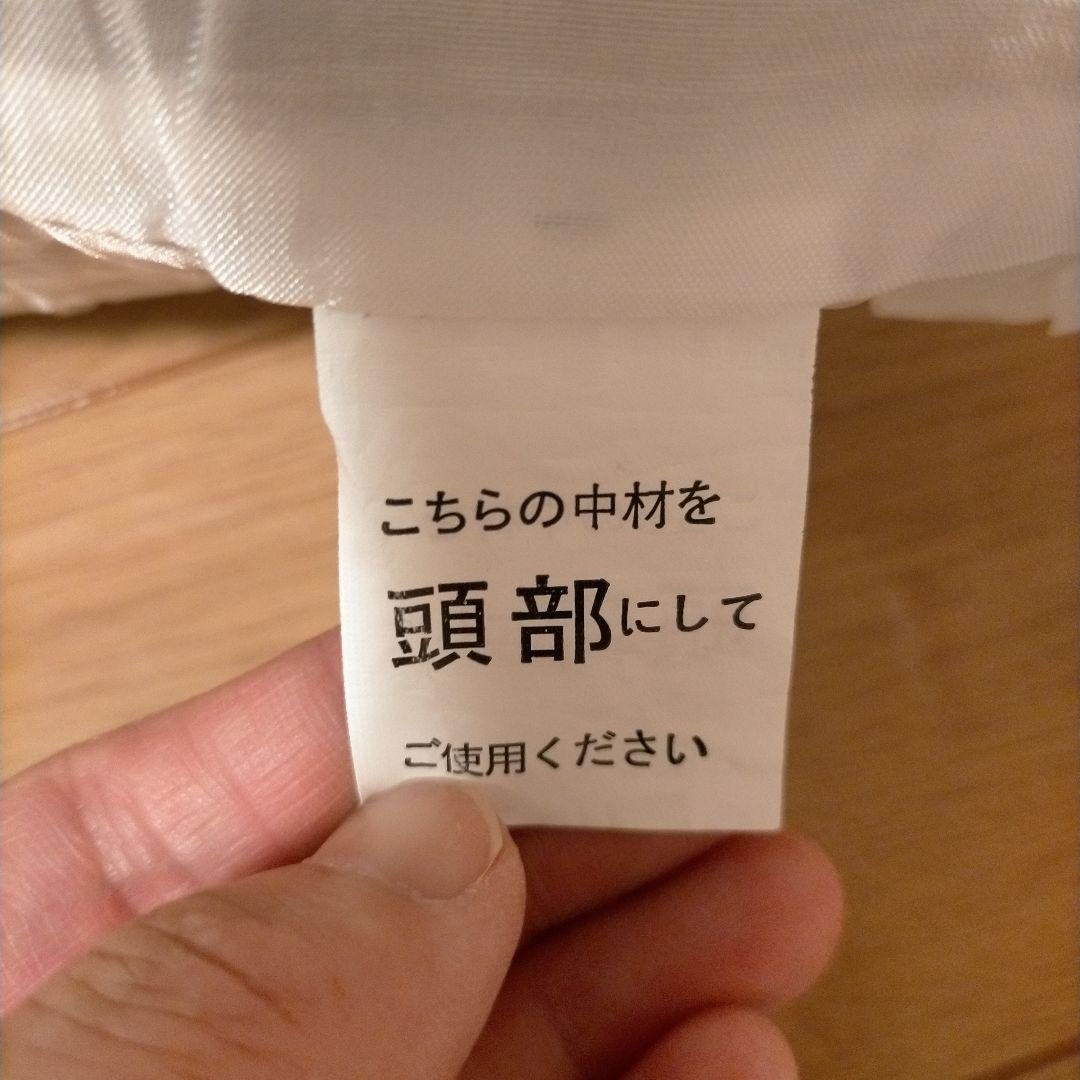 こちらの中材を
頭部にして
ご使用ください